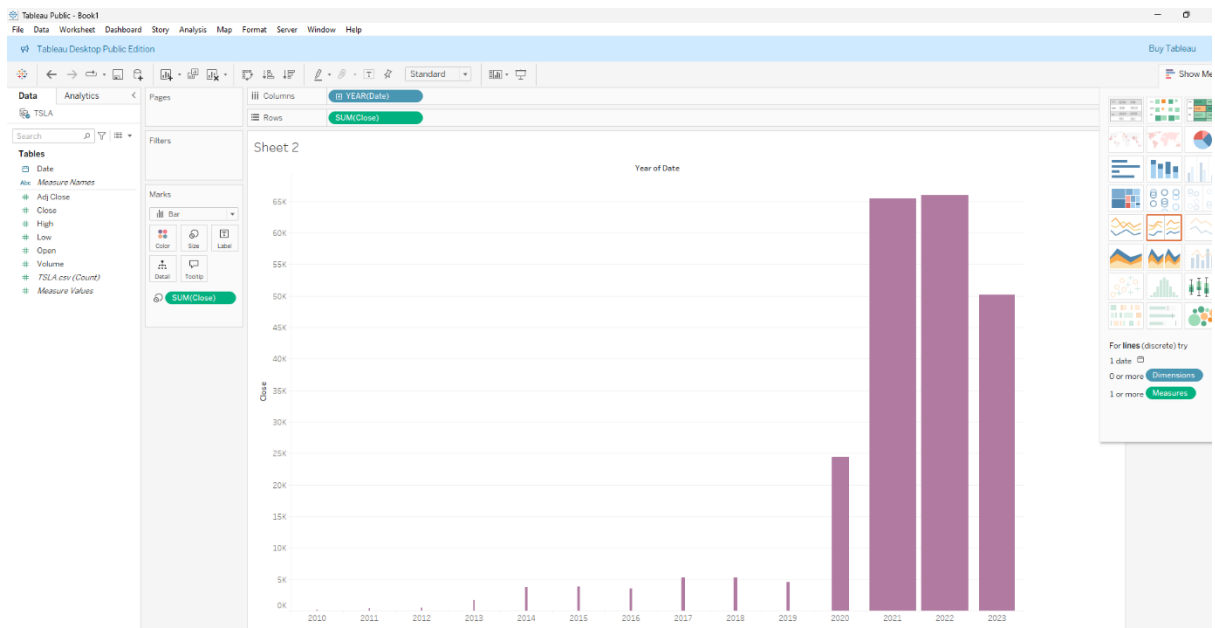 Tableau Public - Book1
File Data Worksheet Dashboard Story Analysis Map Format Server Window Help
Tableau Desktop Public Edition
Buy Tableau
Standard
Show Me
Data
Analytics
TSLA
Search
Tables
Date
Abc Measure Names
# Adj Close
# Close
# High
# Low
# Open
# Volume
# TSLA.csv (Count)
# Measure Values
Pages
Filters
Marks
Bar
Color Size Label
Detail Tooltip
SUM(Close)
Columns
YEAR(Date)
Rows
SUM(Close)
Sheet 2
Year of Date
Close
65K
60K
55K
50K
45K
40K
35K
30K
25K
20K
15K
10K
5K
0K
2010 2011 2012 2013 2014 2015 2016 2017 2018 2019 2020 2021 2022 2023
For lines (discrete) try
1 date
0 or more Dimensions
1 or more Measures